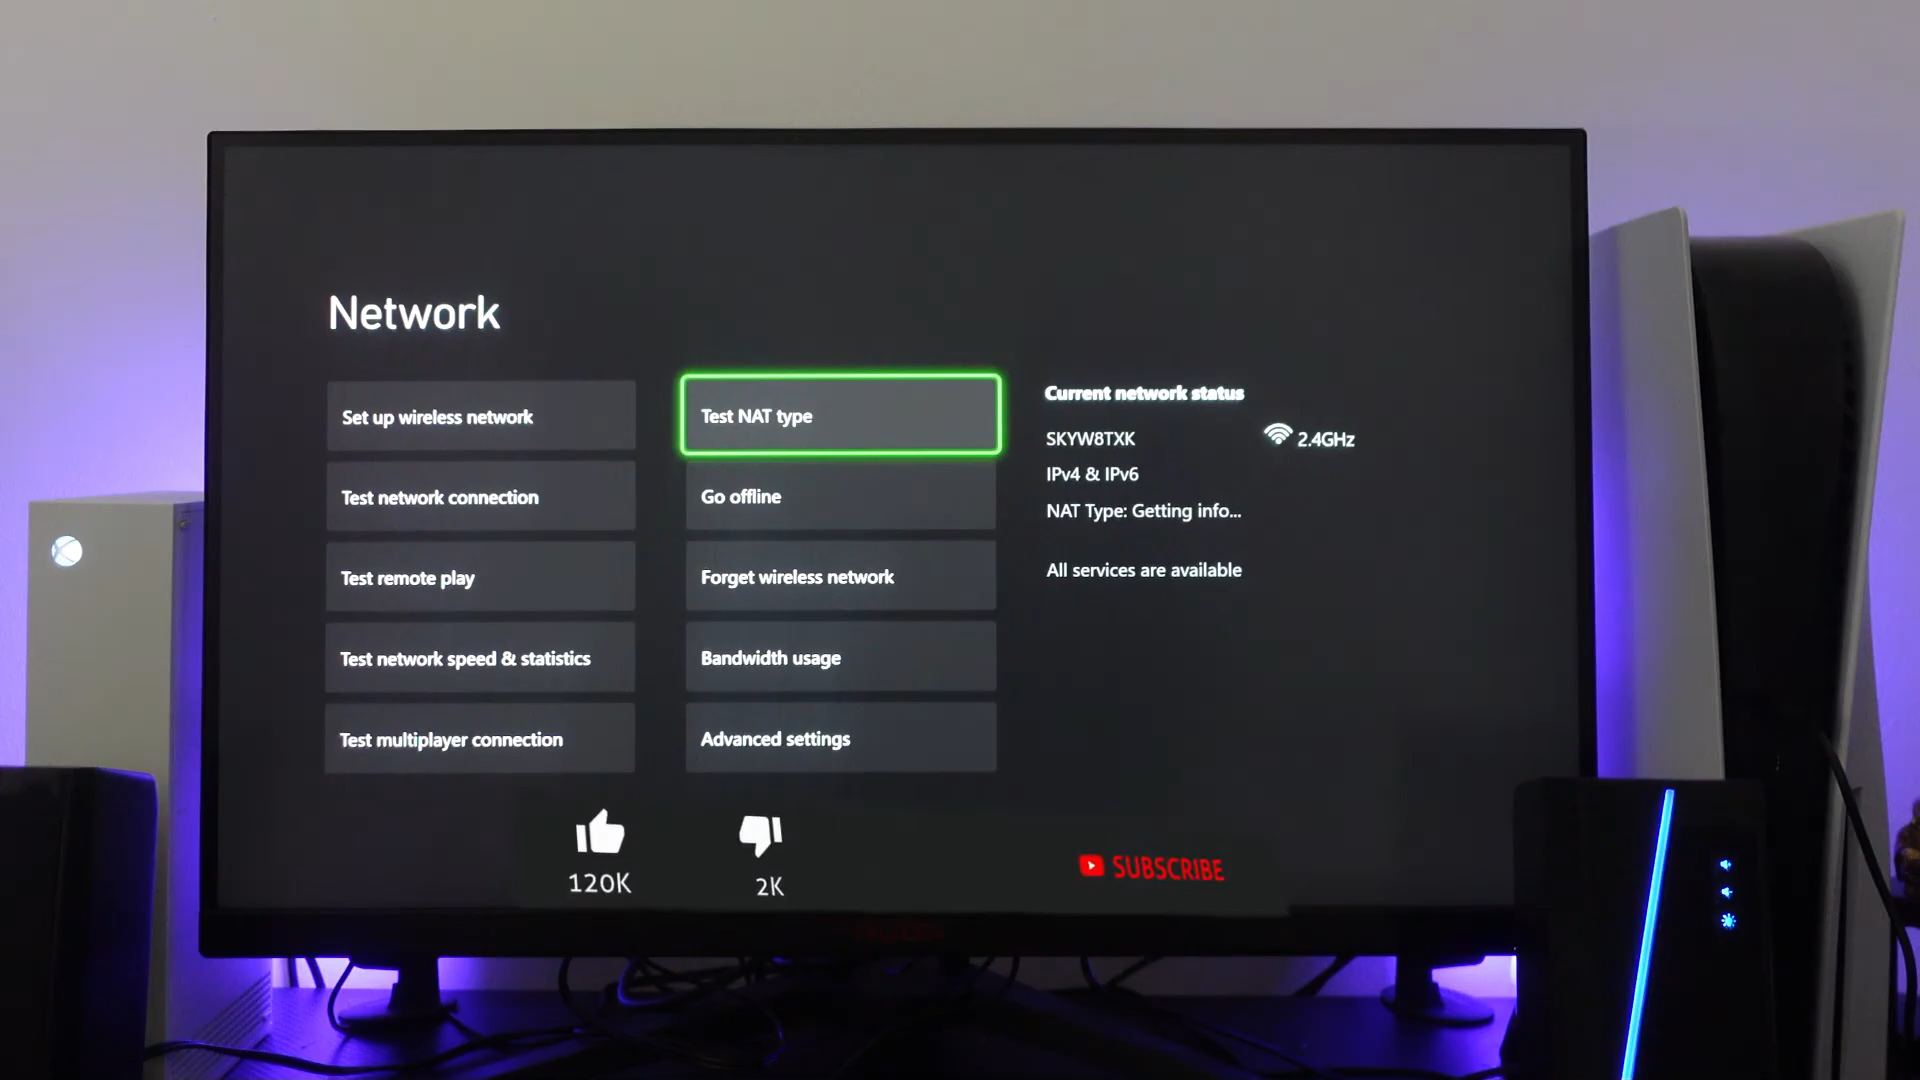 Network
Set up wireless network
Test network connection
Test remote play
Test network speed & statistics
Test multiplayer connection
Test NAT type
Go offline
Forget wireless network
Bandwidth usage
Advanced settings
Current network status
SKYW8TXK 2.4GHz
IPv4 & IPv6
NAT Type: Getting info...
All services are available
120K
2K
SUBSCRIBE